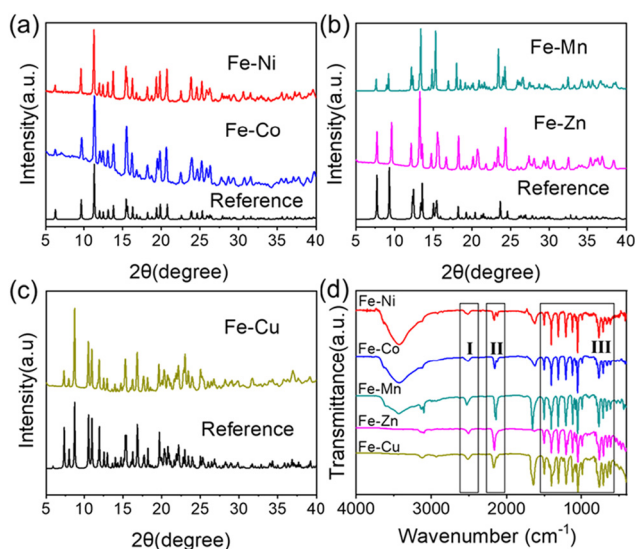 (a)
Fe-Ni
Fe-Co
Reference
Intensity(a.u.)
5 10 15 20 25 30 35 40
2θ(degree)
(b)
Fe-Mn
Fe-Zn
Reference
Intensity(a.u.)
5 10 15 20 25 30 35 40
2θ(degree)
(c)
Fe-Cu
Reference
Intensity(a.u.)
5 10 15 20 25 30 35 40
2θ(degree)
(d)
Fe-Ni
Fe-Co
Fe-Mn
Fe-Zn
Fe-Cu
I
II
III
Transmittance(a.u.)
4000 3000 2000 1000
Wavenumber (cm-1)